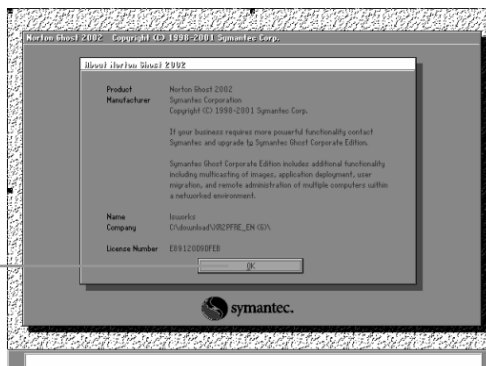 Norton Ghost 2002 Copyright (C) 1998-2001 Symantec Corp.
About Norton Ghost 2002
Product Norton Ghost 2002
Manufacturer Symantec Corporation
Copyright (C) 1998-2001 Symantec Corp.
If your business requires more powerful functionality contact
Symantec and upgrade to Symantec Ghost Corporate Edition.
Symantec Ghost Corporate Edition includes additional functionality
including multicasting of images, application deployment, user
migration, and remote administration of multiple computers within
a networked environment.
Name
Company
License Number
OK
symantec.